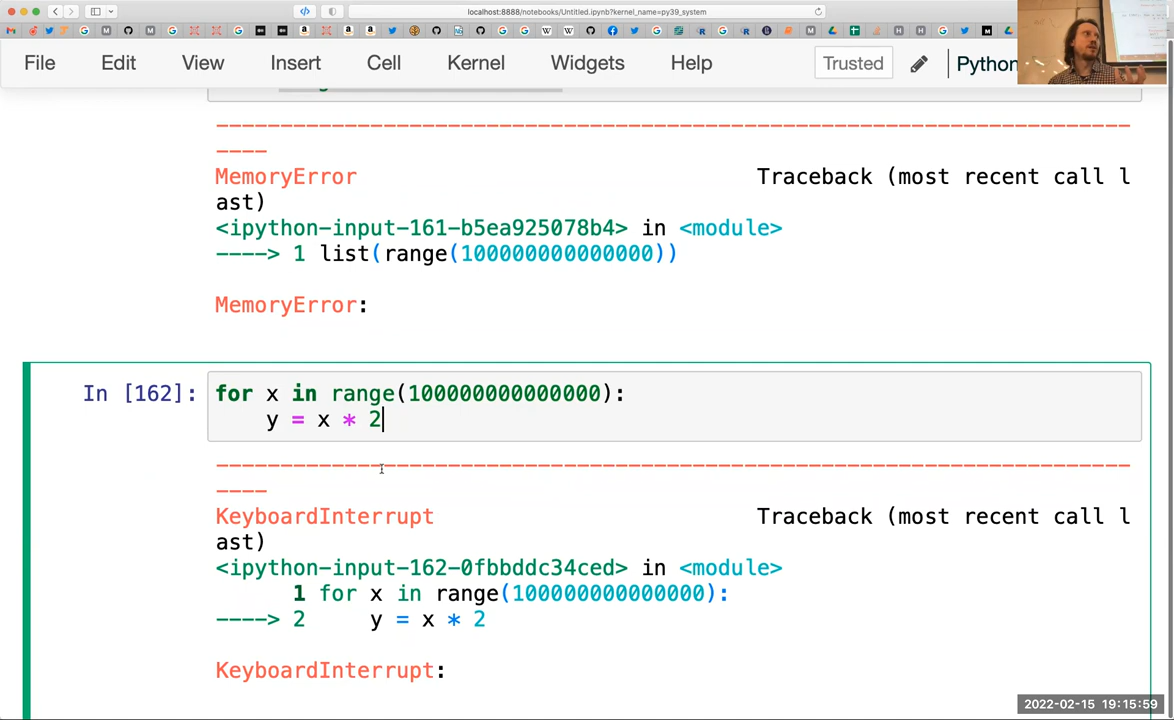 localhost:8888/notebooks/Untitled.ipynb?kernel_name=py39_system
File Edit View Insert Cell Kernel Widgets Help Trusted Python
MemoryError Traceback (most recent call l
ast)
<ipython-input-161-b5ea925078b4> in <module>
----> 1 list(range(100000000000000))
MemoryError:
In [162]: for x in range(100000000000000):
y = x * 2
KeyboardInterrupt Traceback (most recent call l
ast)
<ipython-input-162-0fbbddc34ced> in <module>
1 for x in range(100000000000000):
----> 2 y = x * 2
KeyboardInterrupt:
2022-02-15 19:15:59